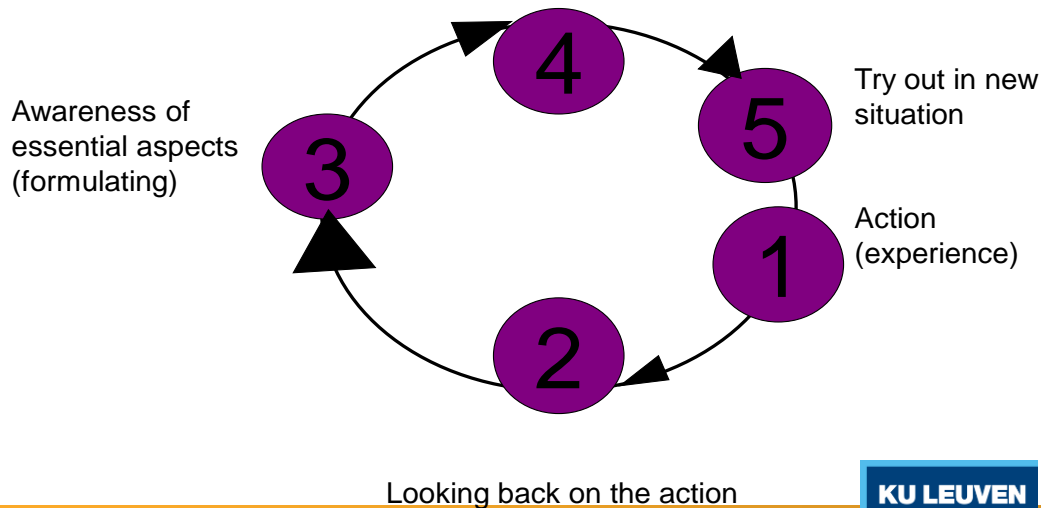 4
5
Try out in new
situation
Awareness of
essential aspects
(formulating)
3
Action
(experience)
1
2
Looking back on the action
KU LEUVEN